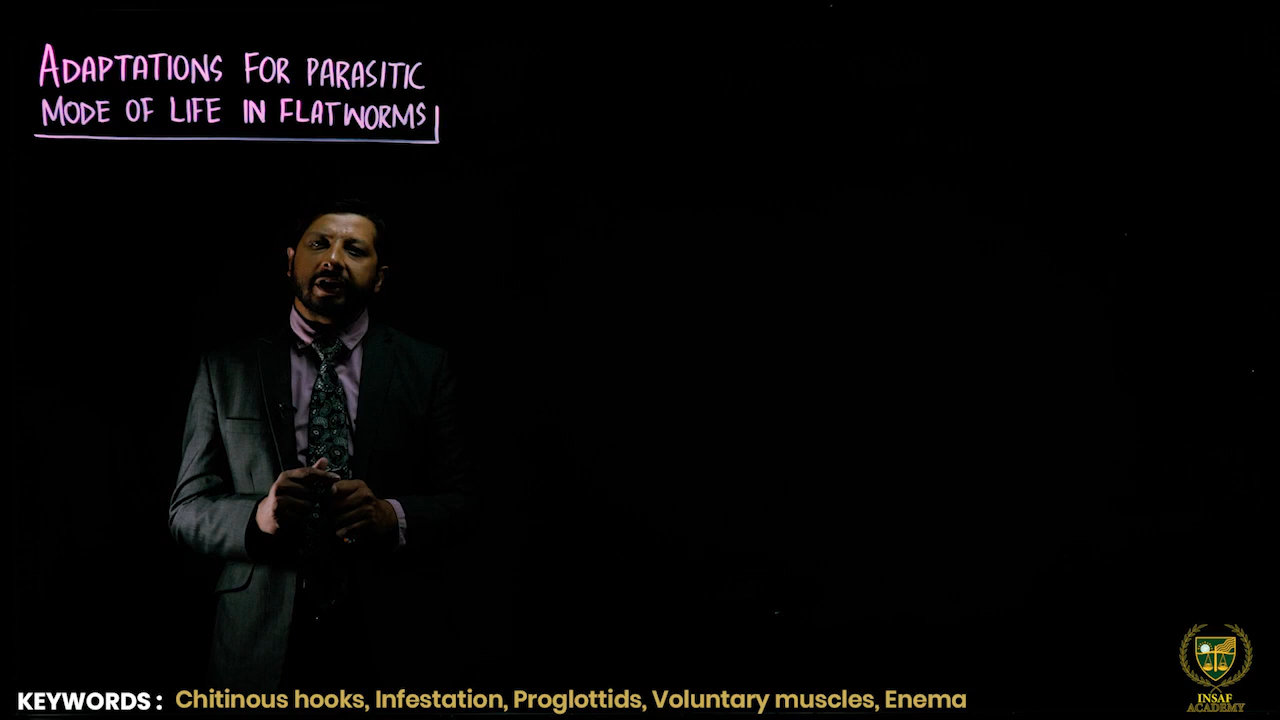 ADAPTATIONS FOR PARASITIC
MODE OF LIFE IN FLATWORMS
KEYWORDS : Chitinous hooks, Infestation, Proglottids, Voluntary muscles, Enema
INSAF
ACADEMY